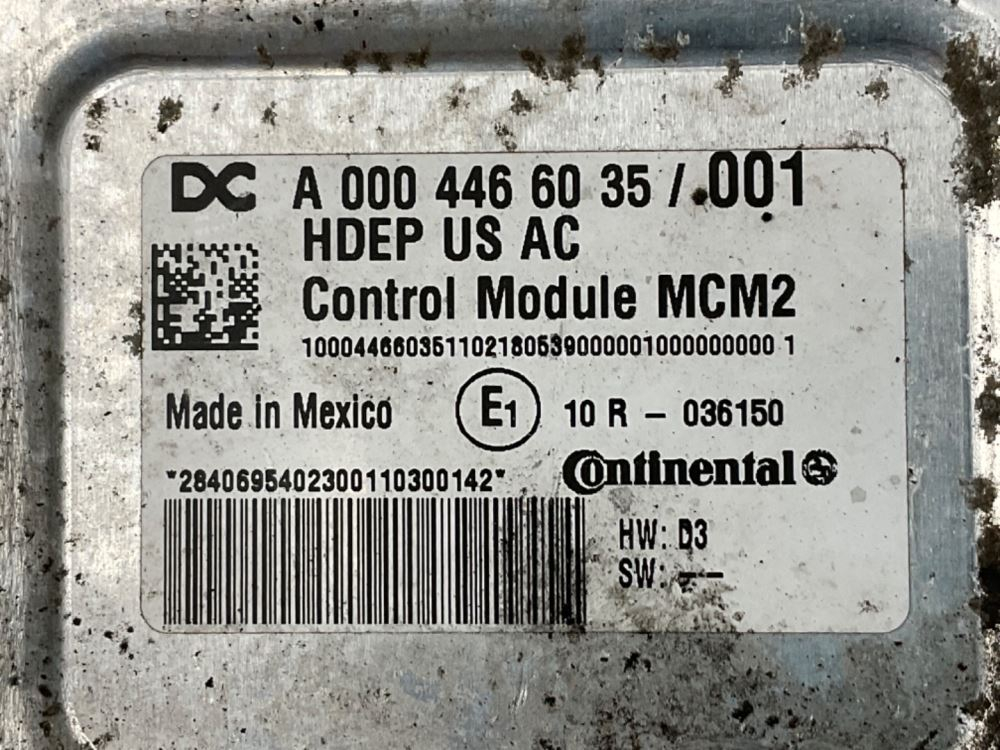 DC A 000 446 60 35 / .001
HDEP US AC
Control Module MCM2
10004466035110218053900000100000000 1
Made in Mexico E1 10 R - 036150
*2840695402300110300142*
Continental
HW: D3
SW: --